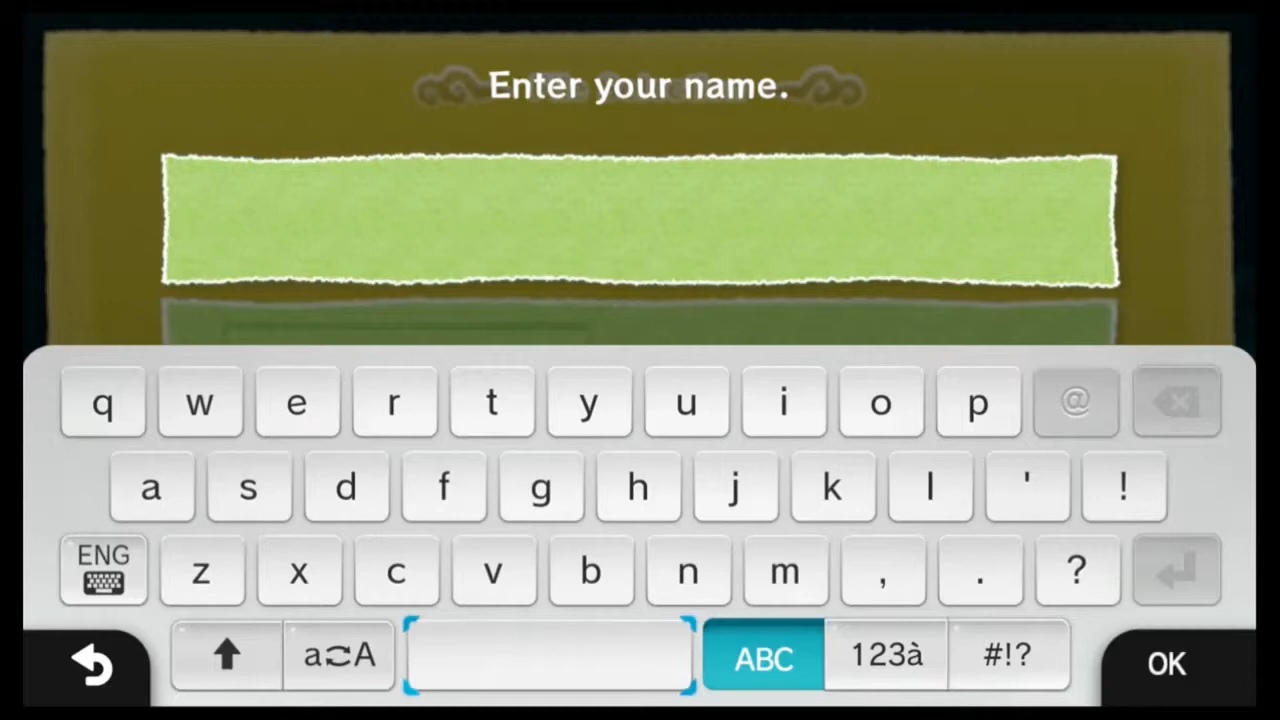 Enter your name.
q w e r t y u i o p @
a s d f g h j k l ' !
ENG z x c v b n m , . ?
a⇄A ABC 123à #!? OK